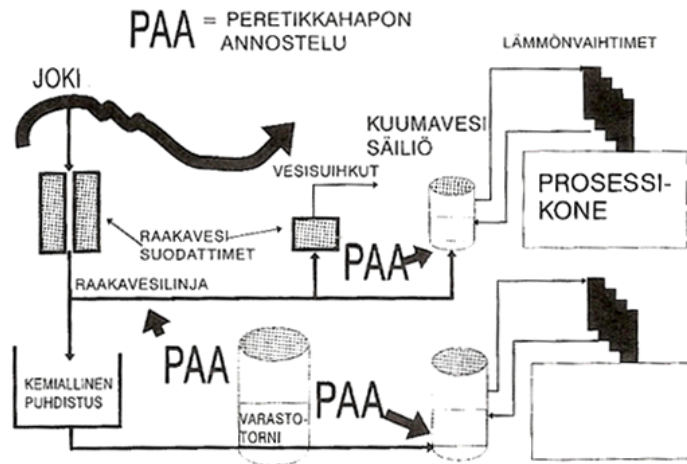 PAA = PERETIKKAHAPON
ANNOSTELU
LÄMMÖNVAIHTIMET
JOKI
KUUMAVESI
SÄILIÖ
VESISUIHKUT
PROSESSI-
KONE
RAAKAVESI
SUODATTIMET
PAA
RAAKAVESILINJA
PAA
KEMIALLINEN
PUHDISTUS
VARASTO-
TORNI
PAA